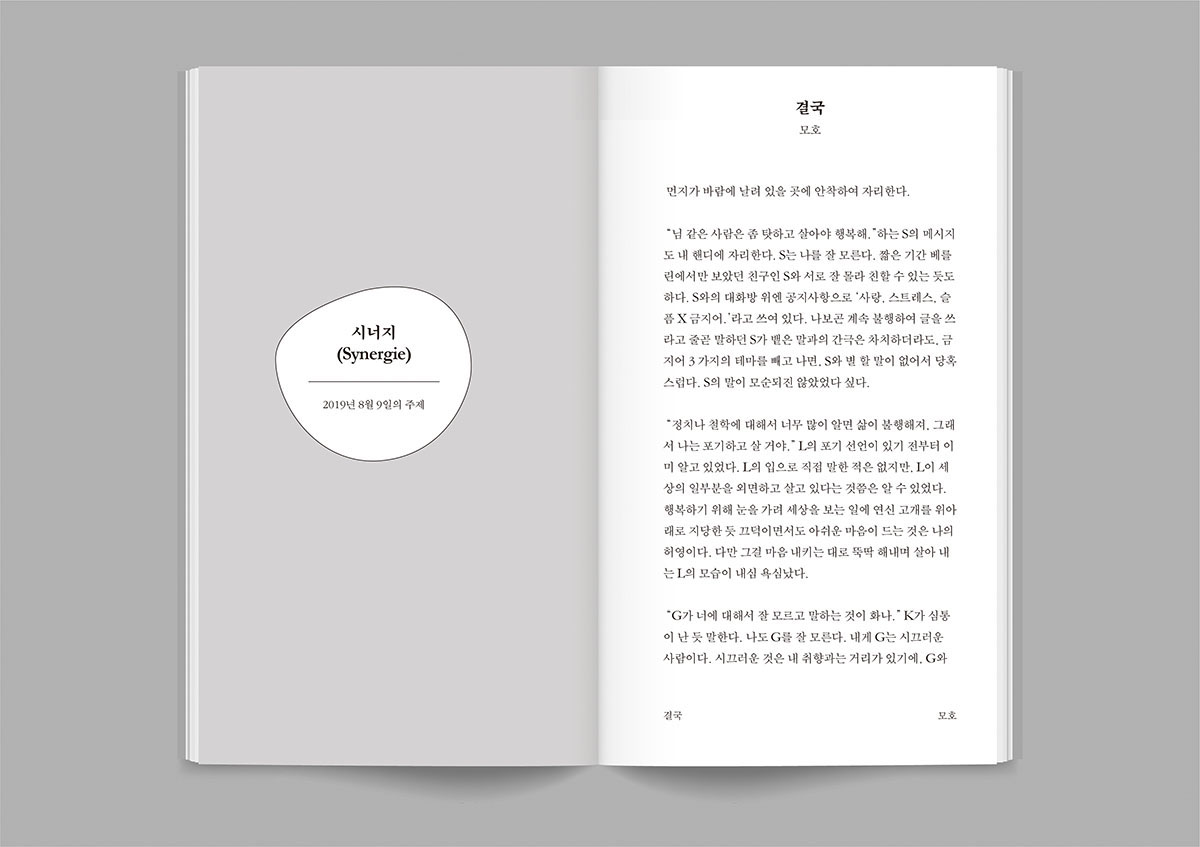 시너지
(Synergie)
2019년 8월 9일의 주제
결국
모호
먼지가 바람에 날려 있을 곳에 안착하여 자리한다.
“넘 같은 사람은 좀 탓하고 살아야 행복해.”하는 S의 메시지
도 내 핸디에 자리한다. S는 나를 잘 모른다. 짧은 기간 베를
린에서만 보았던 친구인 S와 서로 잘 몰라 친할 수 있는 듯도
하다. S와의 대화방 위엔 공지사항으로 ‘사랑, 스트레스, 슬
픔 X 금지어.’라고 쓰여 있다. 나보곤 계속 불행하여 글을 쓰
라고 줄곧 말하던 S가 뱉은 말과의 간극은 차치하더라도, 금
지어 3 가지의 테마를 빼고 나면, S와 별 할 말이 없어서 당혹
스럽다. S의 말이 모순되진 않았었다 싶다.
“정치나 철학에 대해서 너무 많이 알면 삶이 불행해져, 그래
서 나는 포기하고 살 거야.” L의 포기 선언이 있기 전부터 이
미 알고 있었다. L의 입으로 직접 말한 적은 없지만, L이 세
상의 일부분을 외면하고 살고 있다는 것쯤은 알 수 있었다.
행복하기 위해 눈을 가려 세상을 보는 일에 연신 고개를 위아
래로 지당한 듯 끄덕이면서도 아쉬운 마음이 드는 것은 나의
허영이다. 다만 그걸 마음 내키는 대로 뚝딱 해내며 살아 내
는 L의 모습이 내심 욕심났다.
“G가 너에 대해서 잘 모르고 말하는 것이 화나.” K가 심통
이 난 듯 말한다. 나도 G를 잘 모른다. 내게 G는 시끄러운
사람이다. 시끄러운 것은 내 취향과는 거리가 있기에, G와
결국
모호